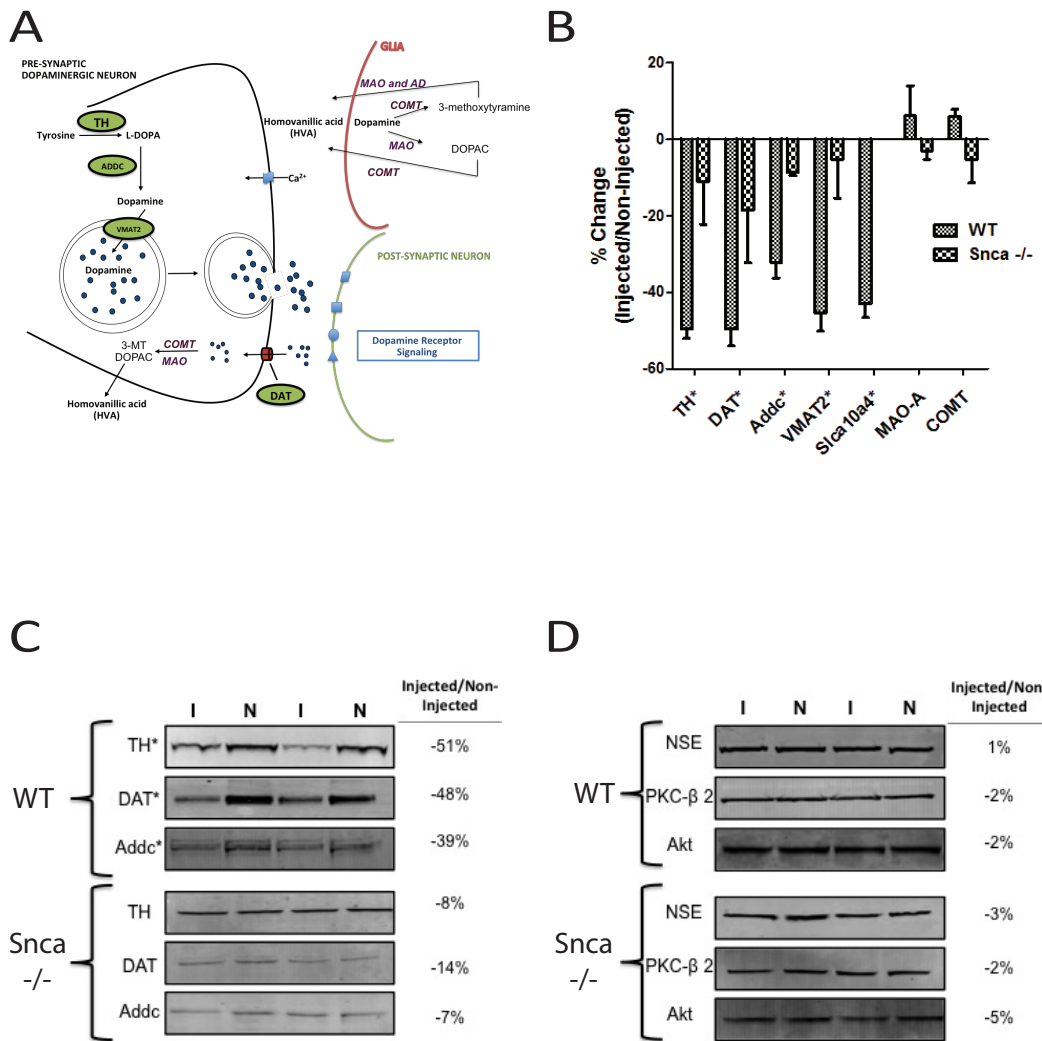 A
PRE-SYNAPTIC
DOPAMINERGIC NEURON
TH
Tyrosine
L-DOPA
ADDC
Dopamine
VMAT2
Dopamine
Ca2+
GLIA
MAO and AD
COMT
3-methoxytyramine
Homovanillic acid
(HVA)
Dopamine
MAO
DOPAC
COMT
POST-SYNAPTIC NEURON
Dopamine Receptor
Signaling
3-MT
DOPAC
COMT
MAO
DAT
Homovanillic acid
(HVA)
B
% Change
(Injected/Non-Injected)
20
0
-20
-40
-60
WT
Snca -/-
TH*
DAT*
Addc*
VMAT2*
Slca10a4*
MAO-A
COMT
C
Injected/Non-
Injected
I N I N
WT
TH* -51%
DAT* -48%
Addc* -39%
Snca
-/-
TH -8%
DAT -14%
Addc -7%
D
Injected/Non
Injected
I N I N
WT
NSE 1%
PKC-β 2 -2%
Akt -2%
Snca
-/-
NSE -3%
PKC-β 2 -2%
Akt -5%